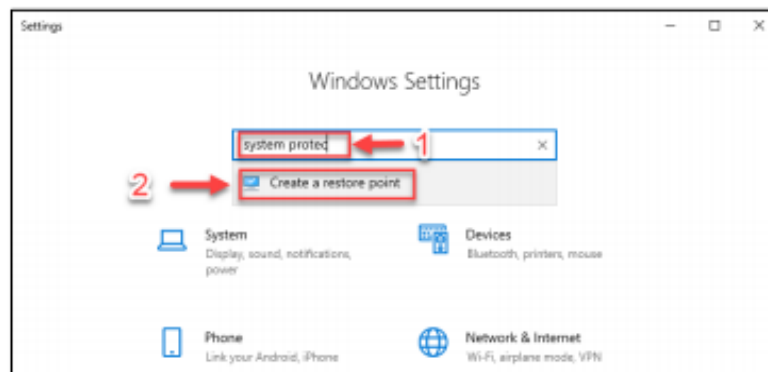 Settings
Windows Settings
system protec
1
2
Create a restore point
System
Display, sound, notifications,
power
Devices
Bluetooth, printers, mouse
Phone
Link your Android, iPhone
Network & Internet
Wi-Fi, airplane mode, VPN